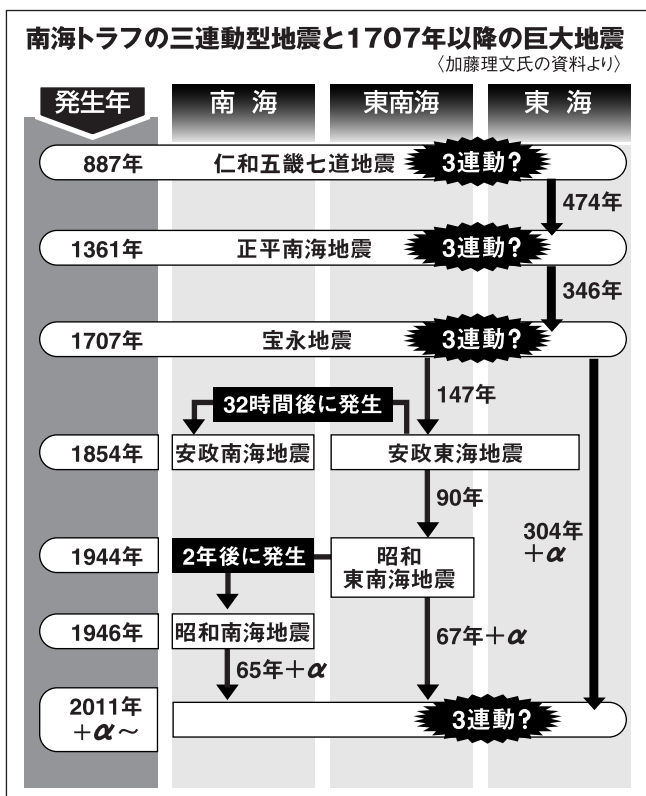 南海トラフの三連動型地震と1707年以降の巨大地震
〈加藤理文氏の資料より〉
発生年
南 海
東南海
東 海
887年
仁和五畿七道地震
3連動?
474年
1361年
正平南海地震
3連動?
346年
1707年
宝永地震
3連動?
147年
32時間後に発生
1854年
安政南海地震
安政東海地震
90年
304年
+α
1944年
2年後に発生
昭和
東南海地震
1946年
昭和南海地震
67年+α
65年+α
2011年
+α～
3連動?